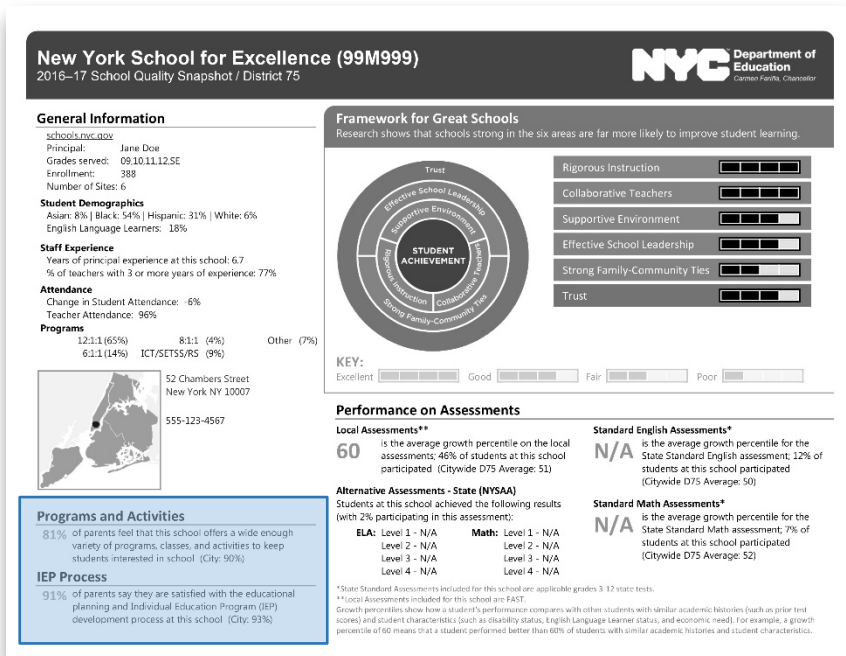 New York School for Excellence (99M999)
2016–17 School Quality Snapshot / District 75
NYC Department of
Education
Carmen Fariña, Chancellor
General Information
schools.nyc.gov
Principal: Jane Doe
Grades served: 09,10,11,12,SE
Enrollment: 388
Number of Sites: 6
Student Demographics
Asian: 8% | Black: 54% | Hispanic: 31% | White: 6%
English Language Learners: 18%
Staff Experience
Years of principal experience at this school: 6.7
% of teachers with 3 or more years of experience: 77%
Attendance
Change in Student Attendance: -6%
Teacher Attendance: 96%
Programs
12:1:1 (65%) 8:1:1 (4%) Other (7%)
6:1:1 (14%) ICT/SETSS/RS (9%)
52 Chambers Street
New York NY 10007
555-123-4567
Programs and Activities
81% of parents feel that this school offers a wide enough
variety of programs, classes, and activities to keep
students interested in school (City: 90%)
IEP Process
91% of parents say they are satisfied with the educational
planning and Individual Education Program (IEP)
development process at this school (City: 93%)
Framework for Great Schools
Research shows that schools strong in the six areas are far more likely to improve student learning.
Trust
Effective School Leadership
Supportive Environment
STUDENT
ACHIEVEMENT
Rigorous Instruction
Collaborative Teachers
Strong Family-Community Ties
Rigorous Instruction
Collaborative Teachers
Supportive Environment
Effective School Leadership
Strong Family-Community Ties
Trust
KEY:
Excellent Good Fair Poor
Performance on Assessments
Local Assessments**
60 is the average growth percentile on the local
assessments; 46% of students at this school
participated (Citywide D75 Average: 51)
Alternative Assessments - State (NYSAA)
Students at this school achieved the following results
(with 2% participating in this assessment):
ELA: Level 1 - N/A Math: Level 1 - N/A
Level 2 - N/A Level 2 - N/A
Level 3 - N/A Level 3 - N/A
Level 4 - N/A Level 4 - N/A
Standard English Assessments*
N/A is the average growth percentile for the
State Standard English assessment; 12% of
students at this school participated
(Citywide D75 Average: 50)
Standard Math Assessments*
N/A is the average growth percentile for the
State Standard Math assessment; 7% of
students at this school participated
(Citywide D75 Average: 52)
*State Standard Assessments included for this school are applicable grades 3-12 state tests.
**Local Assessments included for this school are FAST.
Growth percentiles show how a student's performance compares with other students with similar academic histories (such as prior test
scores) and student characteristics (such as disability status, English Language Learner status, and economic need). For example, a growth
percentile of 60 means that a student performed better than 60% of students with similar academic histories and student characteristics.